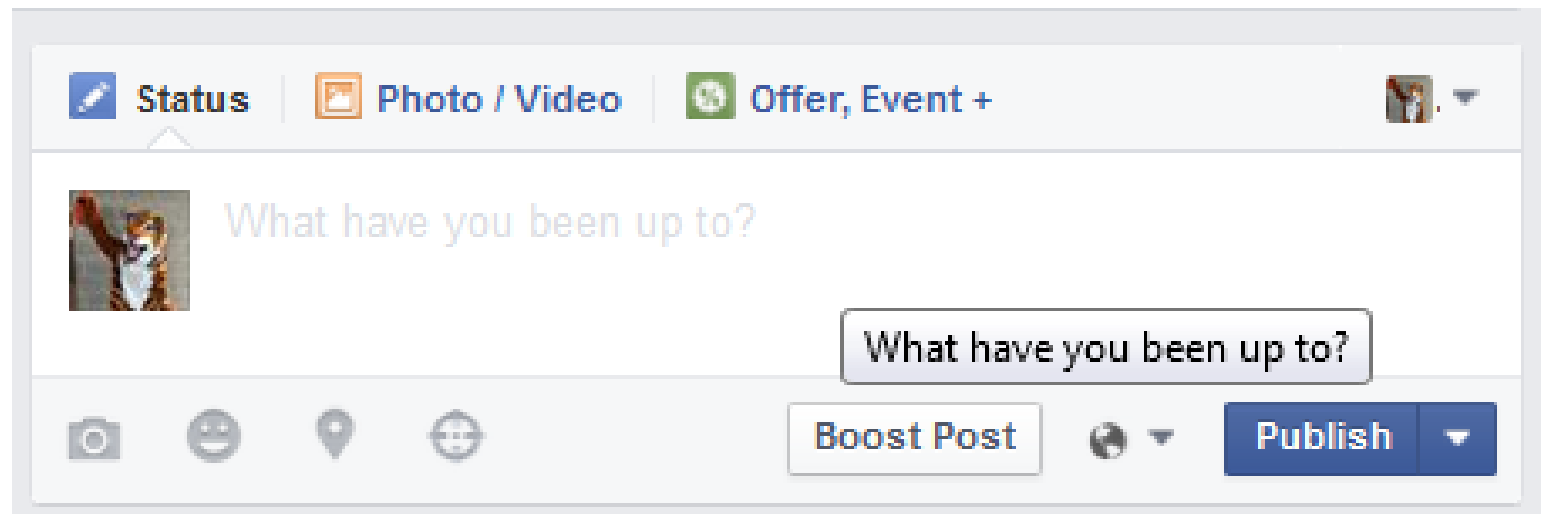 Status Photo / Video Offer, Event +
What have you been up to?
What have you been up to?
Boost Post Publish